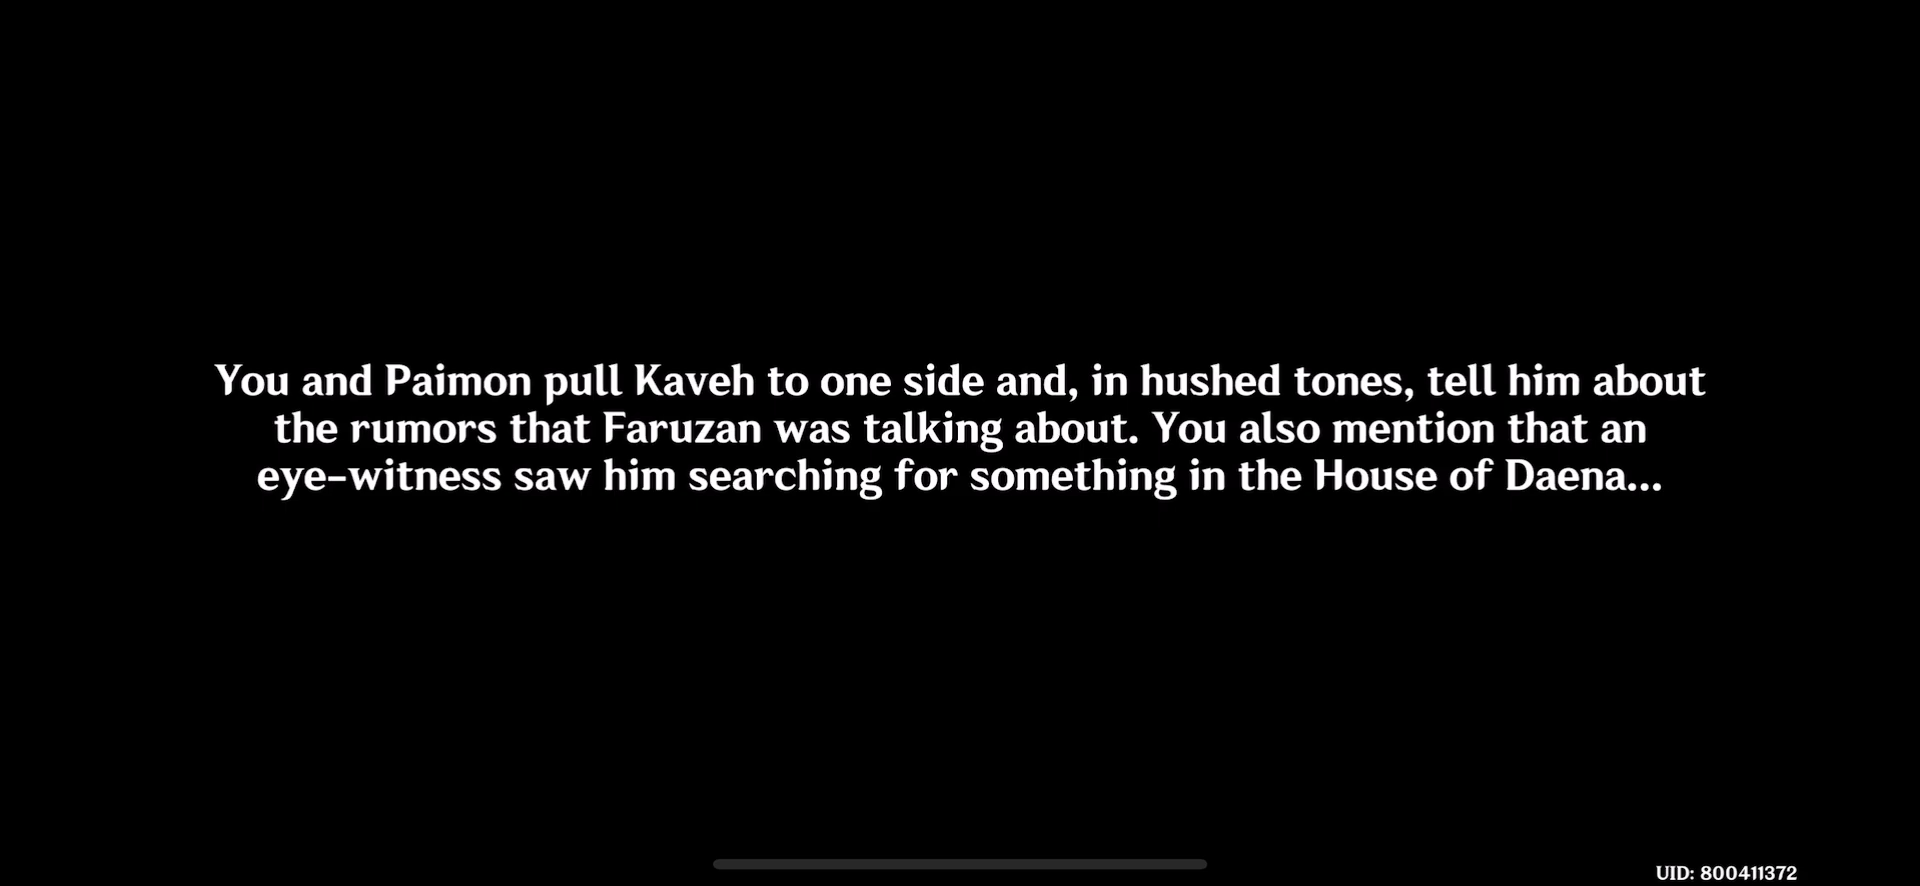 You and Paimon pull Kaveh to one side and, in hushed tones, tell him about
the rumors that Faruzan was talking about. You also mention that an
eye-witness saw him searching for something in the House of Daena...
UID: 800411372